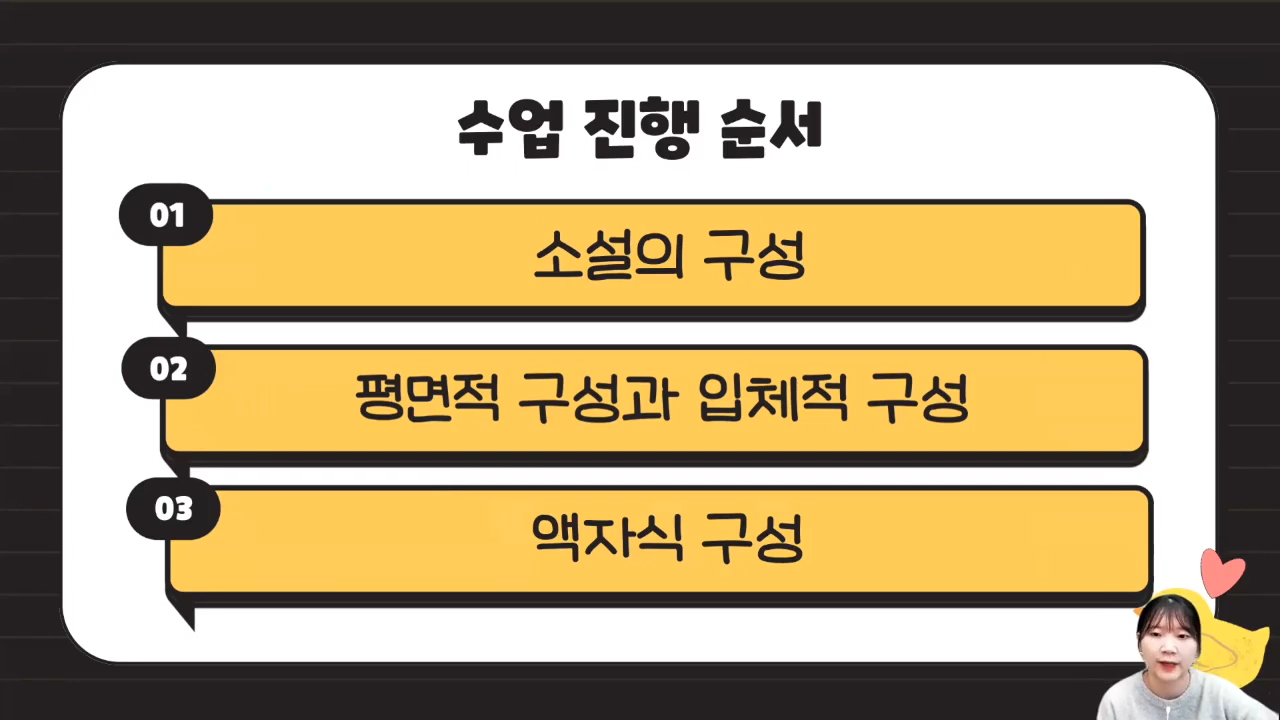 수업 진행 순서
01
소설의 구성
02
평면적 구성과 입체적 구성
03
액자식 구성